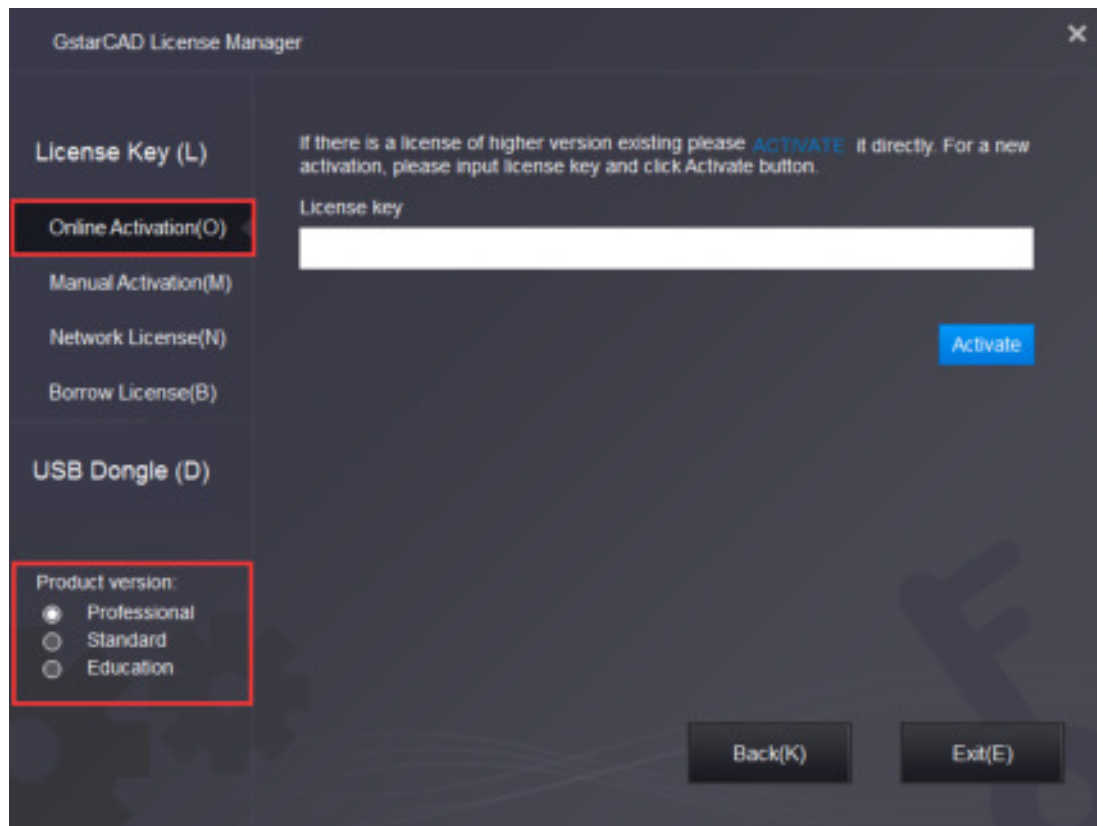 GstarCAD License Manager
License Key (L)
Online Activation(O)
Manual Activation(M)
Network License(N)
Borrow License(B)
USB Dongle (D)
Product version:
Professional
Standard
Education
If there is a license of higher version existing please ACTIVATE it directly. For a new
activation, please input license key and click Activate button.
License key
Activate
Back(K)
Exit(E)